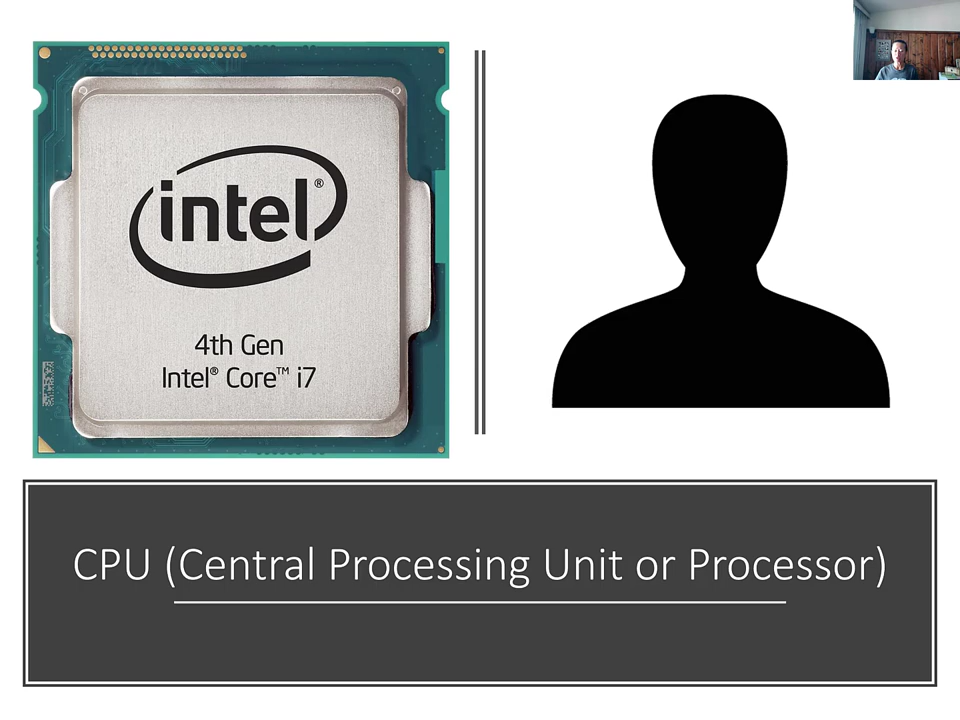 intel®
4th Gen
Intel® Core™ i7
CPU (Central Processing Unit or Processor)